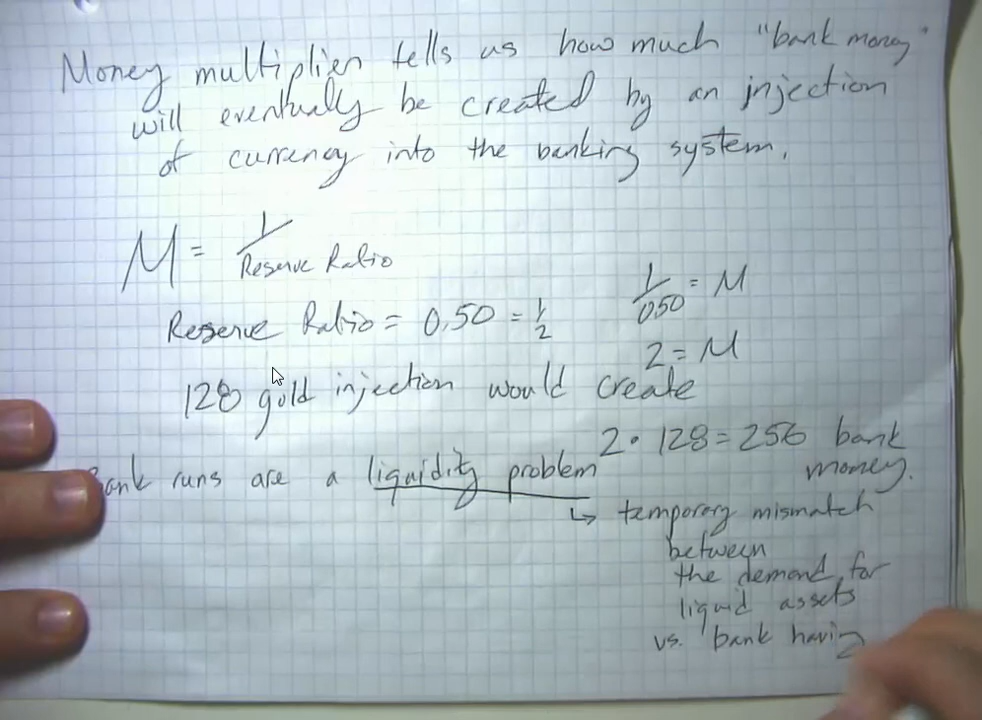 Money multiplier tells us how much "bank money"
will eventually be created by an injection
of currency into the banking system.
M = 1/Reserve Ratio
Reserve Ratio = 0.50 = 1/2
1/0.50 = M
2 = M
128 gold injection would create
2 · 128 = 256 bank
money.
Bank runs are a liquidity problem
↳ temporary mismatch
between
the demand for
liquid assets
vs. bank having